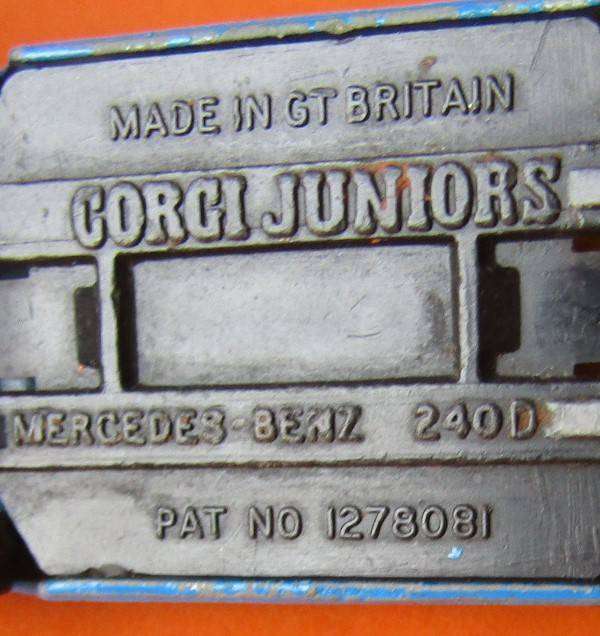 MADE IN GT BRITAIN
CORGI JUNIORS
MERCEDES-BENZ 240D
PAT NO 1278081